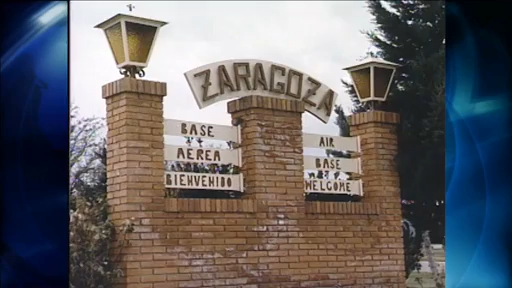 ZARAGOZA
BASE
AEREA
BIENVENIDO
AIR
BASE
WELCOME